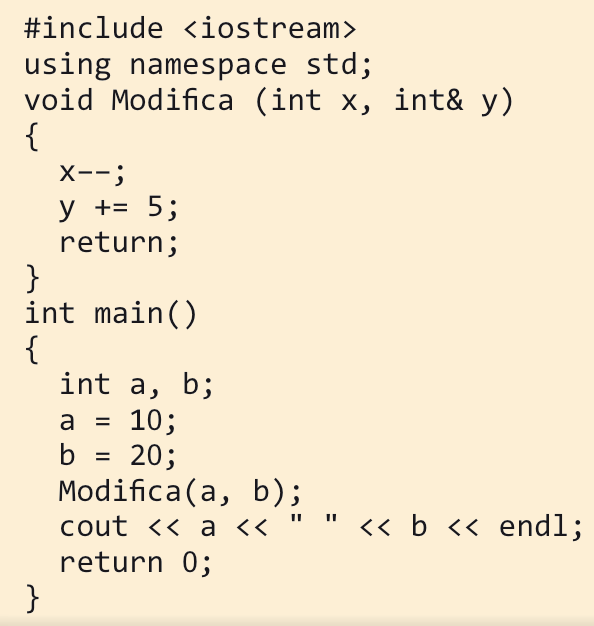 #include <iostream>
using namespace std;
void Modifica (int x, int& y)
{
  x--;
  y += 5;
  return;
}
int main()
{
  int a, b;
  a = 10;
  b = 20;
  Modifica(a, b);
  cout << a << " " << b << endl;
  return 0;
}